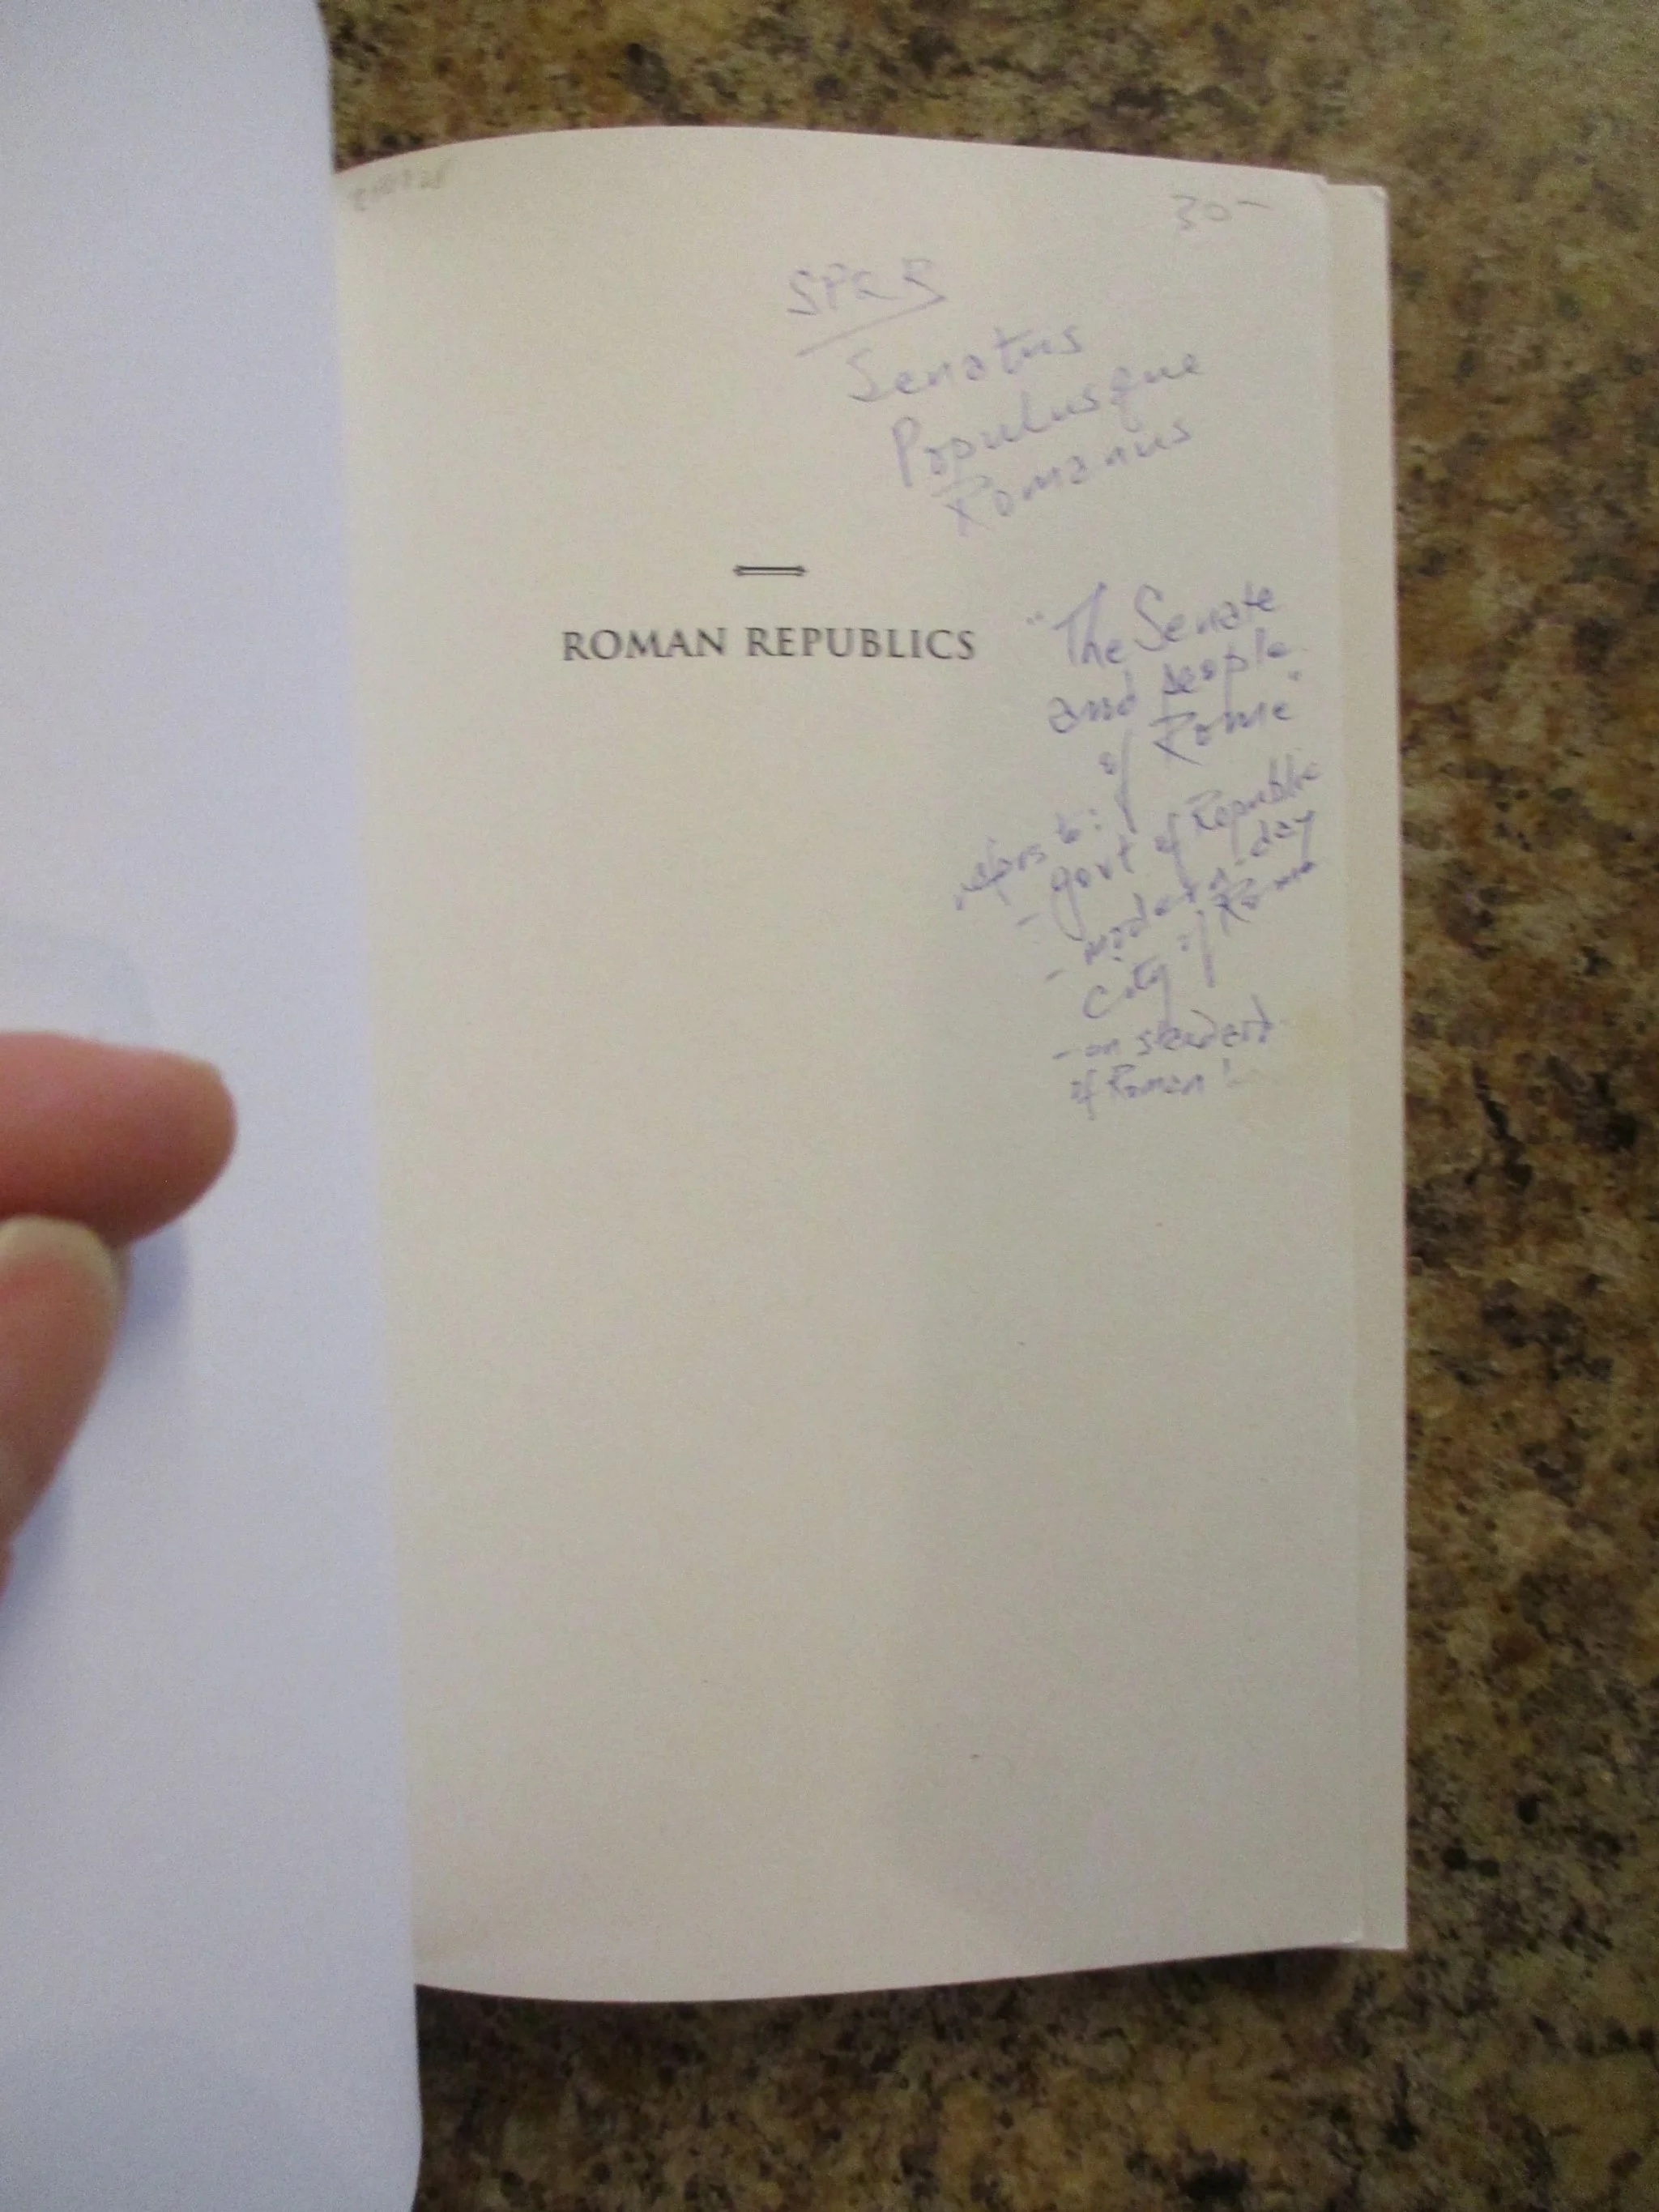 30-
SPQR
Senatus
Populusque
Romanus
ROMAN REPUBLICS
"The Senate
and people
of Rome"
refers to:
- govt of Republic
- modern-day
City of Rome
- on standard
of Roman